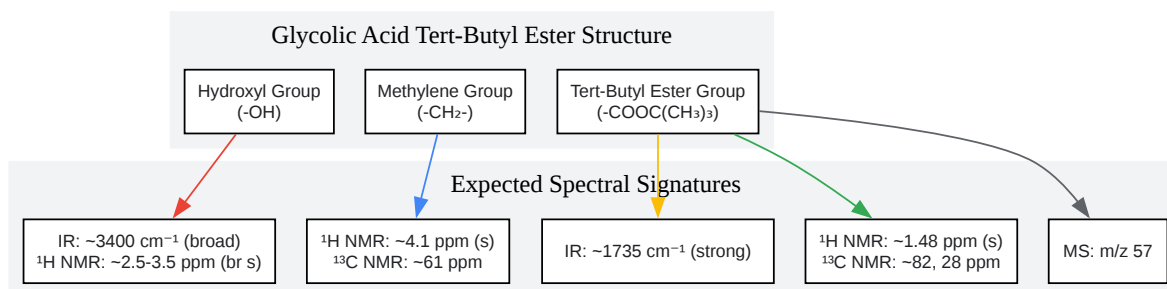 Glycolic Acid Tert-Butyl Ester Structure
Hydroxyl Group
(-OH)
Methylene Group
(-CH₂-)
Tert-Butyl Ester Group
(-COOC(CH₃)₃)
Expected Spectral Signatures
IR: ~3400 cm⁻¹ (broad)
¹H NMR: ~2.5-3.5 ppm (br s)
¹H NMR: ~4.1 ppm (s)
¹³C NMR: ~61 ppm
IR: ~1735 cm⁻¹ (strong)
¹H NMR: ~1.48 ppm (s)
¹³C NMR: ~82, 28 ppm
MS: m/z 57